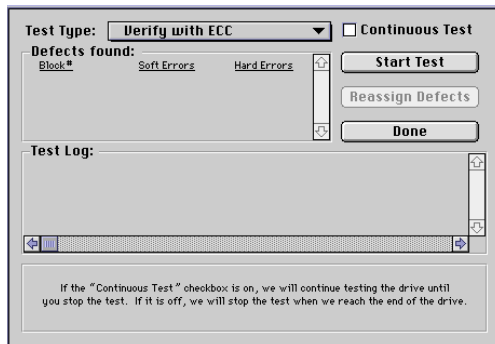 Test Type: Verify with ECC Continuous Test
Defects found:
Block# Soft Errors Hard Errors
Start Test
Reassign Defects
Done
Test Log:
If the "Continuous Test" checkbox is on, we will continue testing the drive until
you stop the test. If it is off, we will stop the test when we reach the end of the drive.